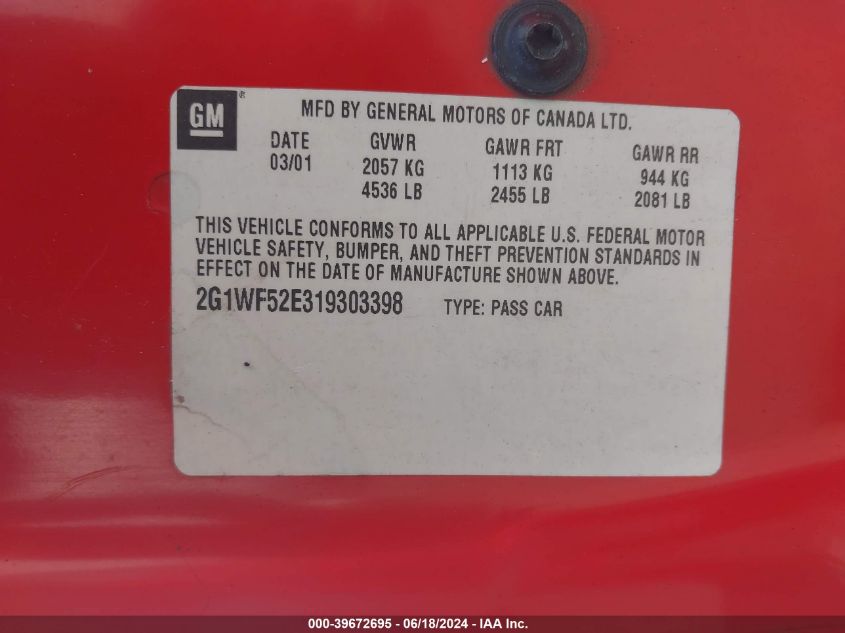 GM ®
MFD BY GENERAL MOTORS OF CANADA LTD.
DATE GVWR GAWR FRT GAWR RR
03/01 2057 KG 1113 KG 944 KG
4536 LB 2455 LB 2081 LB
THIS VEHICLE CONFORMS TO ALL APPLICABLE U.S. FEDERAL MOTOR
VEHICLE SAFETY, BUMPER, AND THEFT PREVENTION STANDARDS IN
EFFECT ON THE DATE OF MANUFACTURE SHOWN ABOVE.
2G1WF52E319303398 TYPE: PASS CAR
000-39672695 - 06/18/2024 - IAA Inc.